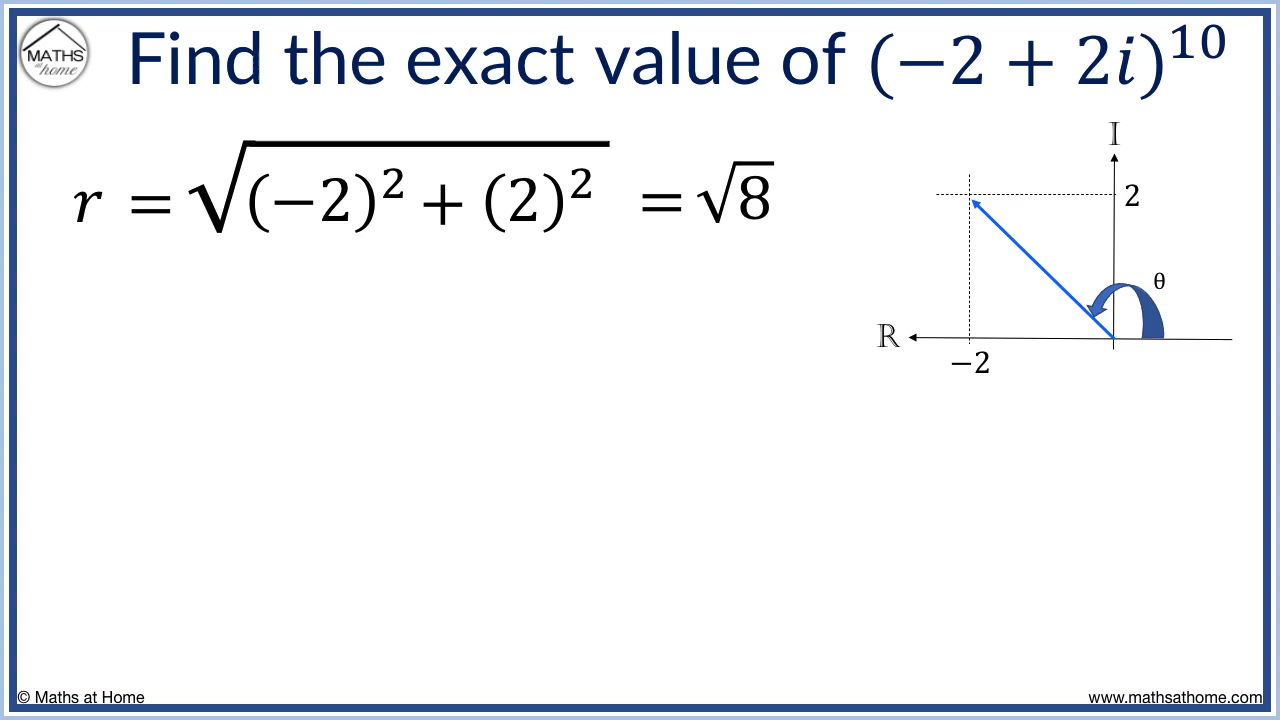 MATHS
at
home
Find the exact value of (−2 + 2i)¹⁰
r = √(−2)² + (2)² = √8
𝕀
2
θ
ℝ
−2
© Maths at Home
www.mathsathome.com